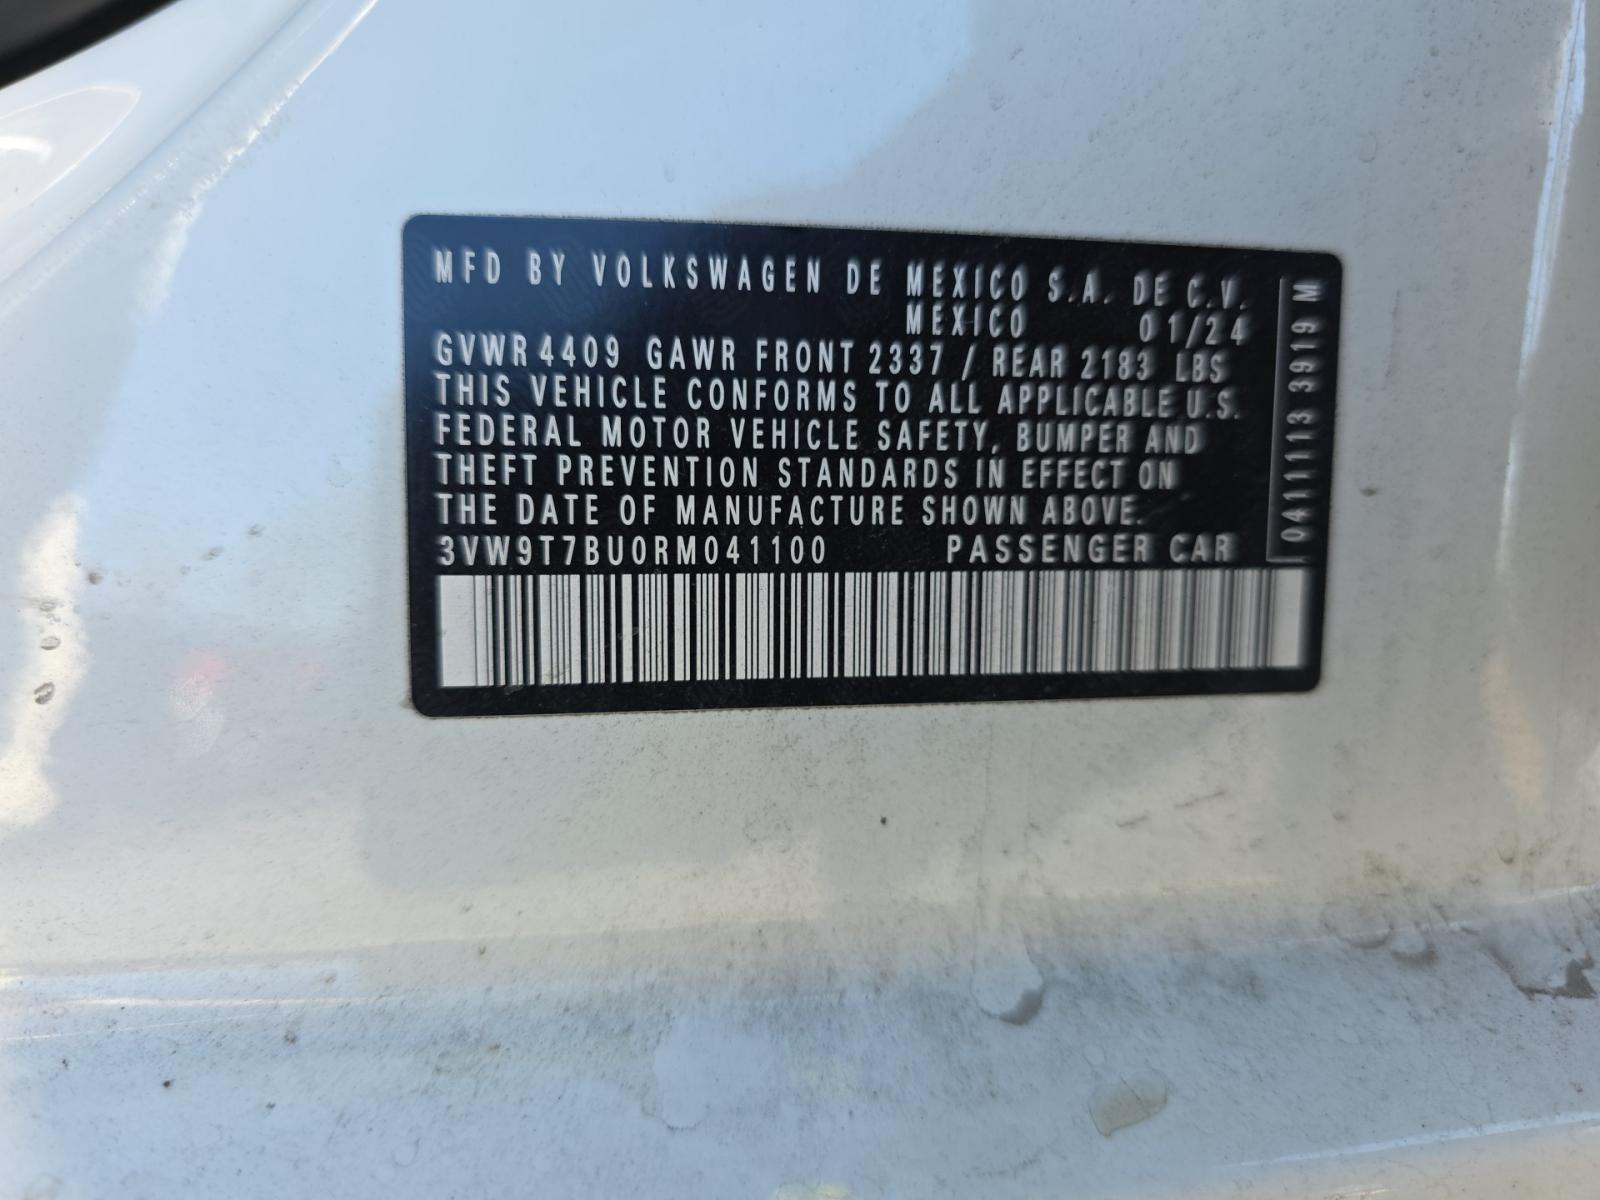 MFD BY VOLKSWAGEN DE MEXICO S.A. DE C.V.
MEXICO 01/24
GVWR 4409 GAWR FRONT 2337 / REAR 2183 LBS
THIS VEHICLE CONFORMS TO ALL APPLICABLE U.S.
FEDERAL MOTOR VEHICLE SAFETY, BUMPER AND
THEFT PREVENTION STANDARDS IN EFFECT ON
THE DATE OF MANUFACTURE SHOWN ABOVE.
3VW9T7BU0RM041100 PASSENGER CAR
041113 3919 M